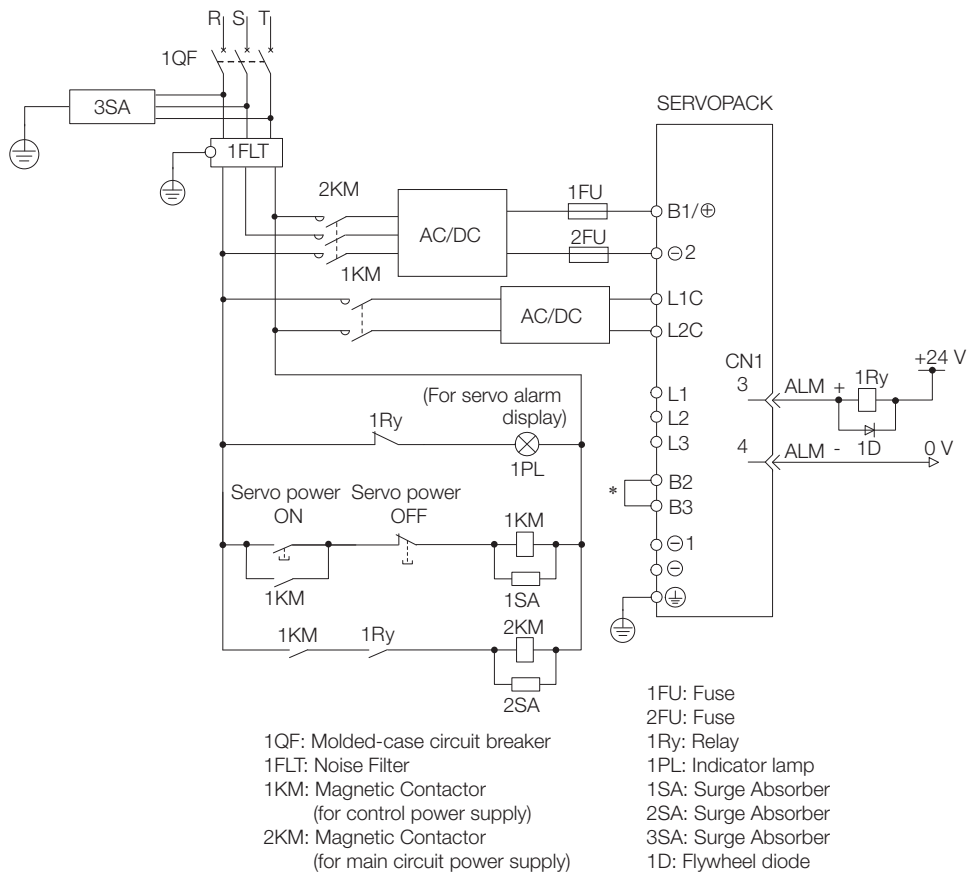 R S T
1QF
3SA
1FLT
SERVOPACK
2KM
1FU
B1/⊕
AC/DC
2FU
⊖2
1KM
L1C
AC/DC
L2C
CN1
+24 V
3
ALM +
1Ry
L1
(For servo alarm
display)
L2
1Ry
1PL
L3
4
ALM -
1D
0 V
B2
*
B3
Servo power
ON
Servo power
OFF
1KM
⊖1
1KM
1SA
⊖
1KM
1Ry
2KM
2SA
1QF: Molded-case circuit breaker
1FLT: Noise Filter
1KM: Magnetic Contactor
(for control power supply)
2KM: Magnetic Contactor
(for main circuit power supply)
1FU: Fuse
2FU: Fuse
1Ry: Relay
1PL: Indicator lamp
1SA: Surge Absorber
2SA: Surge Absorber
3SA: Surge Absorber
1D: Flywheel diode